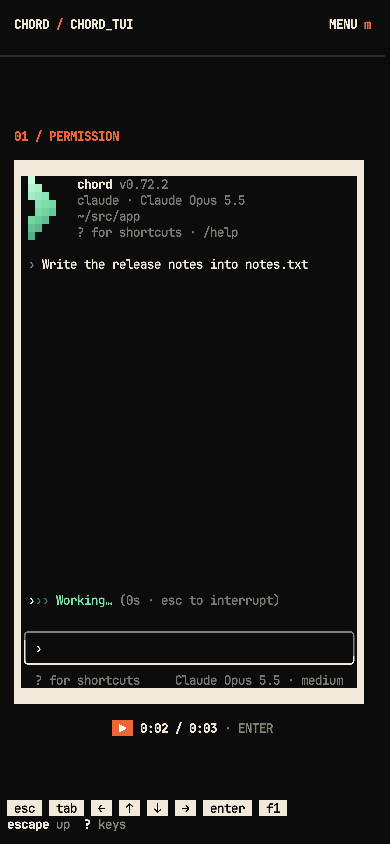 CHORD / CHORD_TUI MENU m
01 / PERMISSION
chord v0.72.2
claude · Claude Opus 5.5
~/src/app
? for shortcuts · /help
› Write the release notes into notes.txt
››› Working… (0s · esc to interrupt)
›
? for shortcuts Claude Opus 5.5 · medium
▶ 0:02 / 0:03 · ENTER
esc tab ← ↑ ↓ → enter f1
escape up ? keys